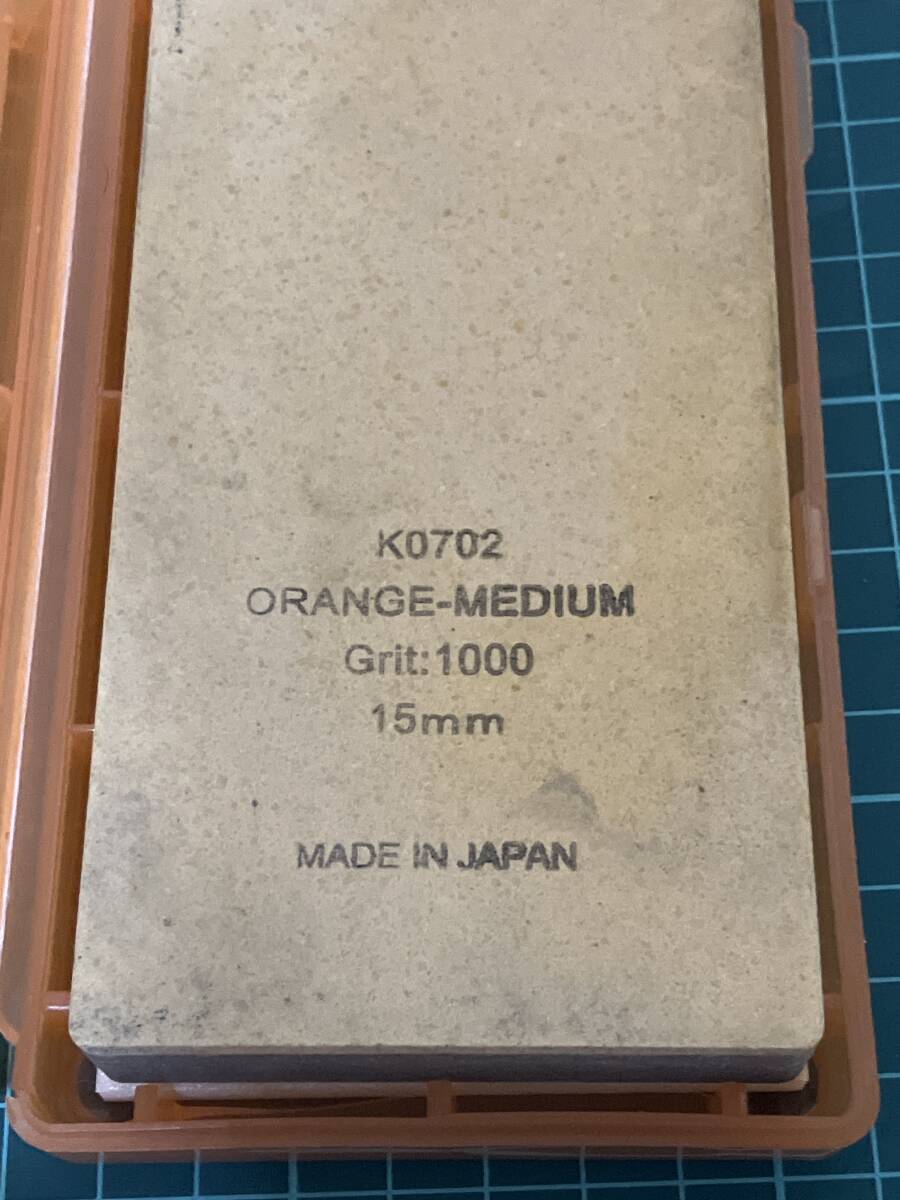 K0702
ORANGE-MEDIUM
Grit:1000
15mm
MADE IN JAPAN